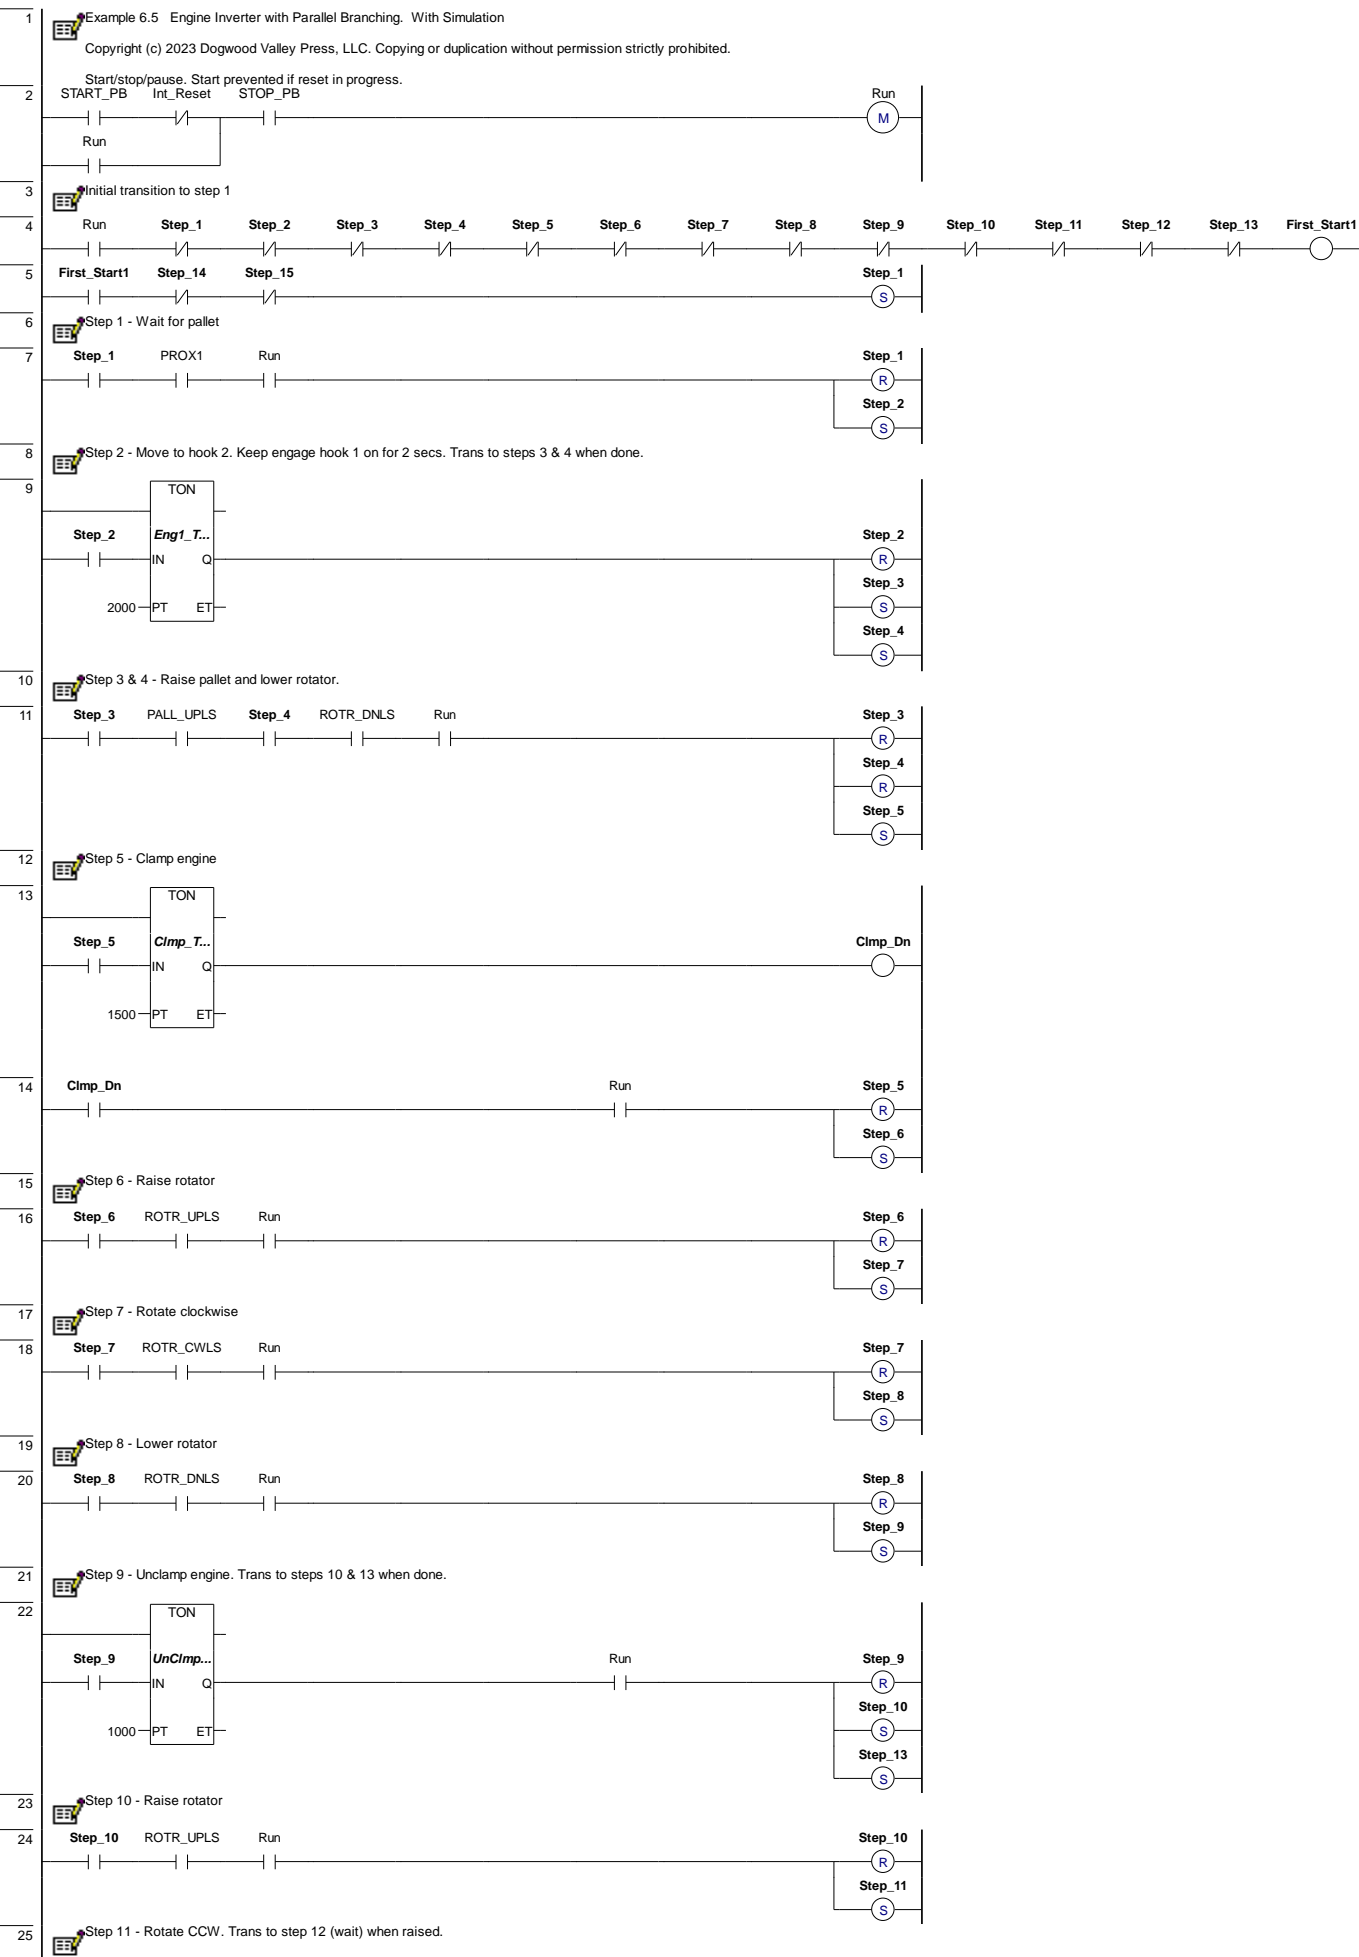 1
Example 6.5 Engine Inverter with Parallel Branching. With Simulation
Copyright (c) 2023 Dogwood Valley Press, LLC. Copying or duplication without permission strictly prohibited.
Start/stop/pause. Start prevented if reset in progress.
2
START_PB Int_Reset STOP_PB Run
M
Run
3
Initial transition to step 1
4
Run Step_1 Step_2 Step_3 Step_4 Step_5 Step_6 Step_7 Step_8 Step_9 Step_10 Step_11 Step_12 Step_13 First_Start1
5
First_Start1 Step_14 Step_15 Step_1
S
6
Step 1 - Wait for pallet
7
Step_1 PROX1 Run Step_1
R
Step_2
S
8
Step 2 - Move to hook 2. Keep engage hook 1 on for 2 secs. Trans to steps 3 & 4 when done.
9
TON
Step_2 Eng1_T... Step_2
IN Q R
Step_3
2000 PT ET S
Step_4
S
10
Step 3 & 4 - Raise pallet and lower rotator.
11
Step_3 PALL_UPLS Step_4 ROTR_DNLS Run Step_3
R
Step_4
R
Step_5
S
12
Step 5 - Clamp engine
13
TON
Step_5 Clmp_T... Clmp_Dn
IN Q
1500 PT ET
14
Clmp_Dn Run Step_5
R
Step_6
S
15
Step 6 - Raise rotator
16
Step_6 ROTR_UPLS Run Step_6
R
Step_7
S
17
Step 7 - Rotate clockwise
18
Step_7 ROTR_CWLS Run Step_7
R
Step_8
S
19
Step 8 - Lower rotator
20
Step_8 ROTR_DNLS Run Step_8
R
Step_9
S
21
Step 9 - Unclamp engine. Trans to steps 10 & 13 when done.
22
TON
Step_9 UnClmp... Run Step_9
IN Q R
Step_10
1000 PT ET S
Step_13
S
23
Step 10 - Raise rotator
24
Step_10 ROTR_UPLS Run Step_10
R
Step_11
S
25
Step 11 - Rotate CCW. Trans to step 12 (wait) when raised.